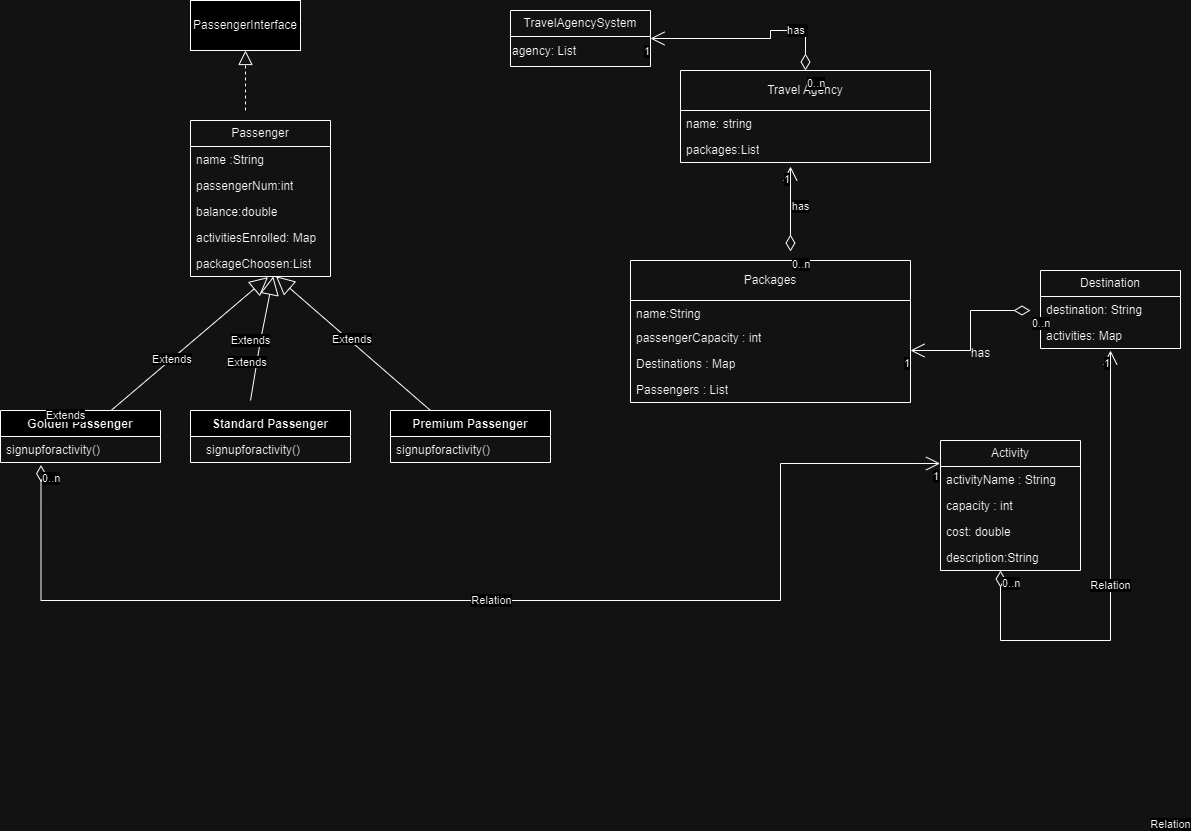 PassengerInterface
Passenger
name :String
passengerNum:int
balance:double
activitiesEnrolled: Map
packageChoosen:List
Extends
Extends
Extends
Extends
Extends
Golden Passenger
signupforactivity()
0..n
Standard Passenger
signupforactivity()
Premium Passenger
signupforactivity()
TravelAgencySystem
agency: List
1
has
0..n
Travel Agency
name: string
packages:List
1
has
0..n
Packages
name:String
passengerCapacity : int
Destinations : Map
Passengers : List
1
has
0..n
Destination
destination: String
activities: Map
1
Activity
activityName : String
capacity : int
cost: double
description:String
1
0..n
Relation
Relation
Relation